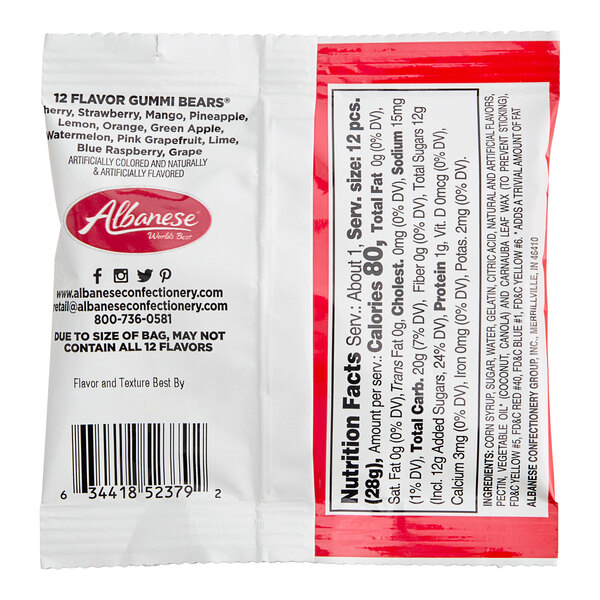 12 FLAVOR GUMMI BEARS®
herry, Strawberry, Mango, Pineapple,
Lemon, Orange, Green Apple,
Watermelon, Pink Grapefruit, Lime,
Blue Raspberry, Grape
ARTIFICIALLY COLORED AND NATURALLY
& ARTIFICIALLY FLAVORED
Albanese®
World's Best
www.albaneseconfectionery.com
retail@albaneseconfectionery.com
800-736-0581
DUE TO SIZE OF BAG, MAY NOT
CONTAIN ALL 12 FLAVORS
Flavor and Texture Best By
6 34418 52379 2
Nutrition Facts Serv.: About 1, Serv. size: 12 pcs.
(28g), Amount per serv.: Calories 80, Total Fat 0g (0% DV),
Sat. Fat 0g (0% DV), Trans Fat 0g, Cholest. 0mg (0% DV), Sodium 15mg
(1% DV), Total Carb. 20g (7% DV), Fiber 0g (0% DV), Total Sugars 12g
(Incl. 12g Added Sugars, 24% DV), Protein 1g, Vit. D 0mcg (0% DV),
Calcium 3mg (0% DV), Iron 0mg (0% DV), Potas. 2mg (0% DV).
INGREDIENTS: CORN SYRUP, SUGAR, WATER, GELATIN, CITRIC ACID, NATURAL AND ARTIFICIAL FLAVORS,
PECTIN, VEGETABLE OIL* (COCONUT, CANOLA) AND CARNAUBA LEAF WAX (TO PREVENT STICKING),
FD&C YELLOW #5, FD&C RED #40, FD&C BLUE #1, FD&C YELLOW #6. *ADDS A TRIVIAL AMOUNT OF FAT
ALBANESE CONFECTIONERY GROUP, INC., MERRILLVILLE, IN 46410